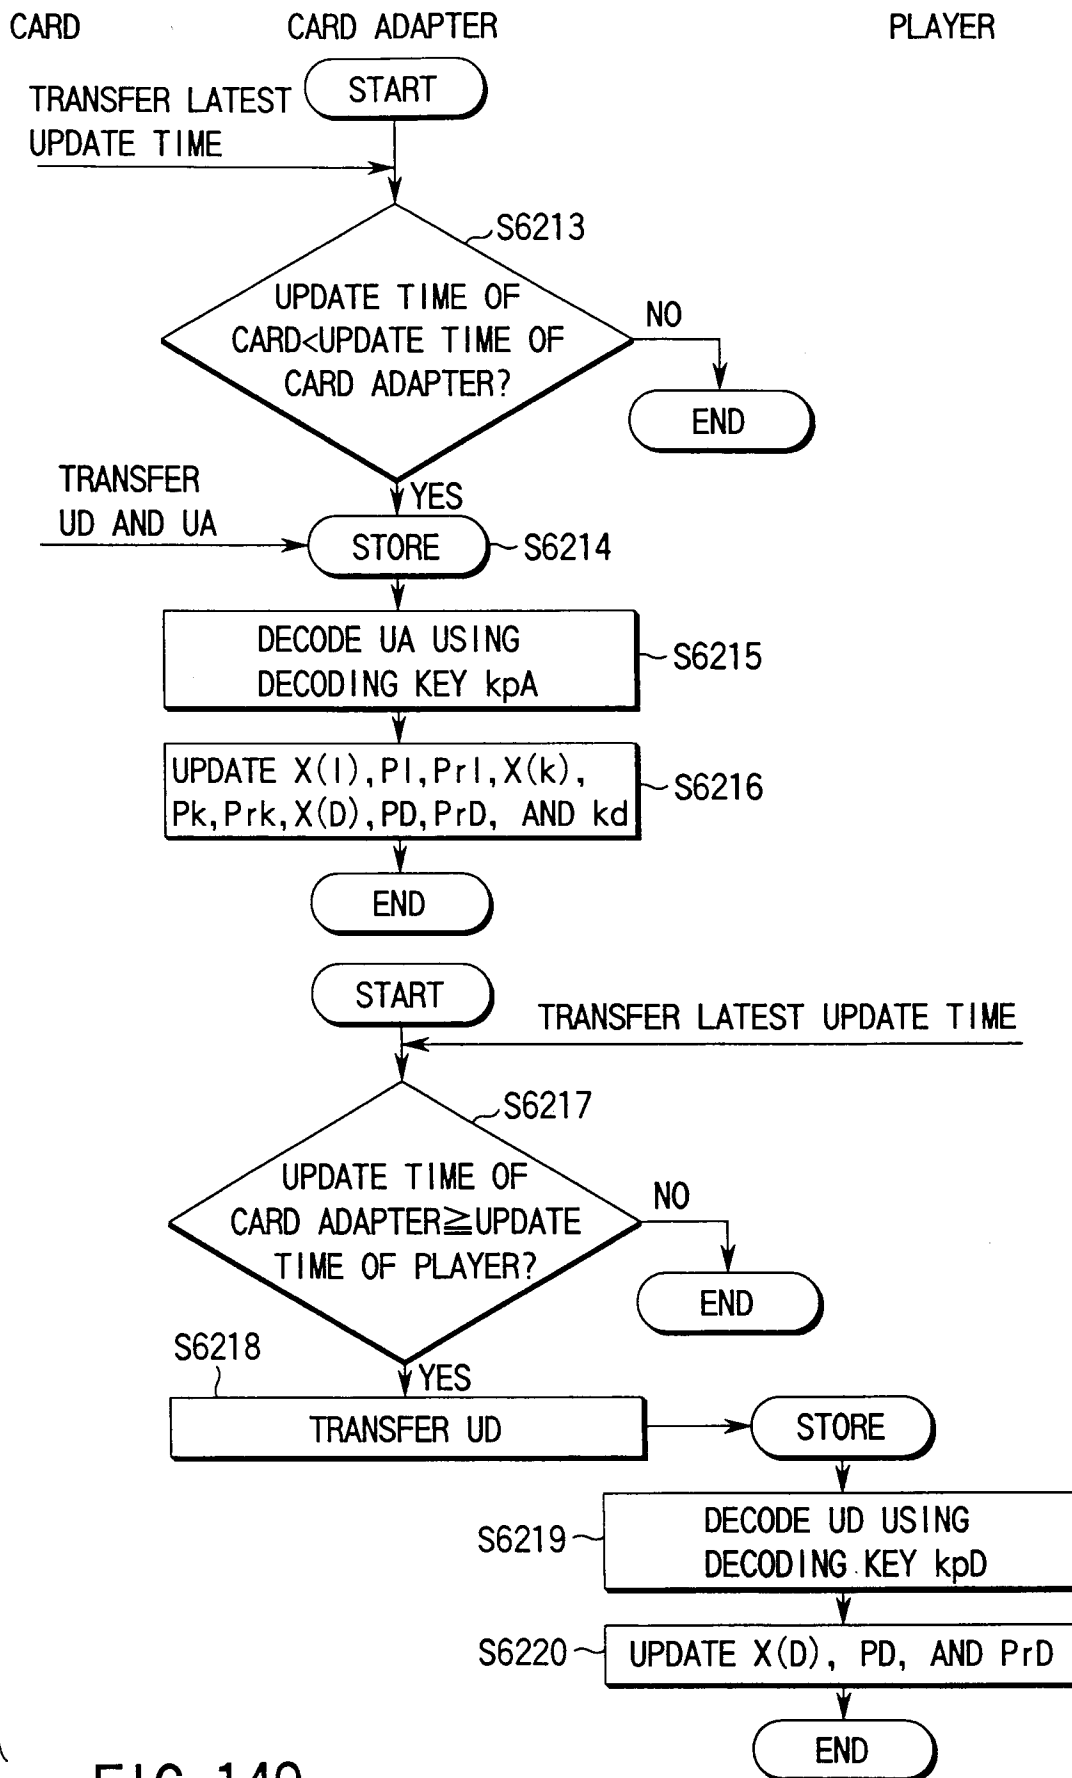 CARD
CARD ADAPTER
PLAYER
START
TRANSFER LATEST
UPDATE TIME
S6213
UPDATE TIME OF
CARD<UPDATE TIME OF
CARD ADAPTER?
NO
END
YES
TRANSFER
UD AND UA
STORE
S6214
DECODE UA USING
DECODING KEY kpA
S6215
UPDATE X(I),PI,PrI,X(k),
Pk,Prk,X(D),PD,PrD, AND kd
S6216
END
START
TRANSFER LATEST UPDATE TIME
S6217
UPDATE TIME OF
CARD ADAPTER≧UPDATE
TIME OF PLAYER?
NO
END
YES
S6218
TRANSFER UD
STORE
S6219
DECODE UD USING
DECODING KEY kpD
S6220
UPDATE X(D), PD, AND PrD
END